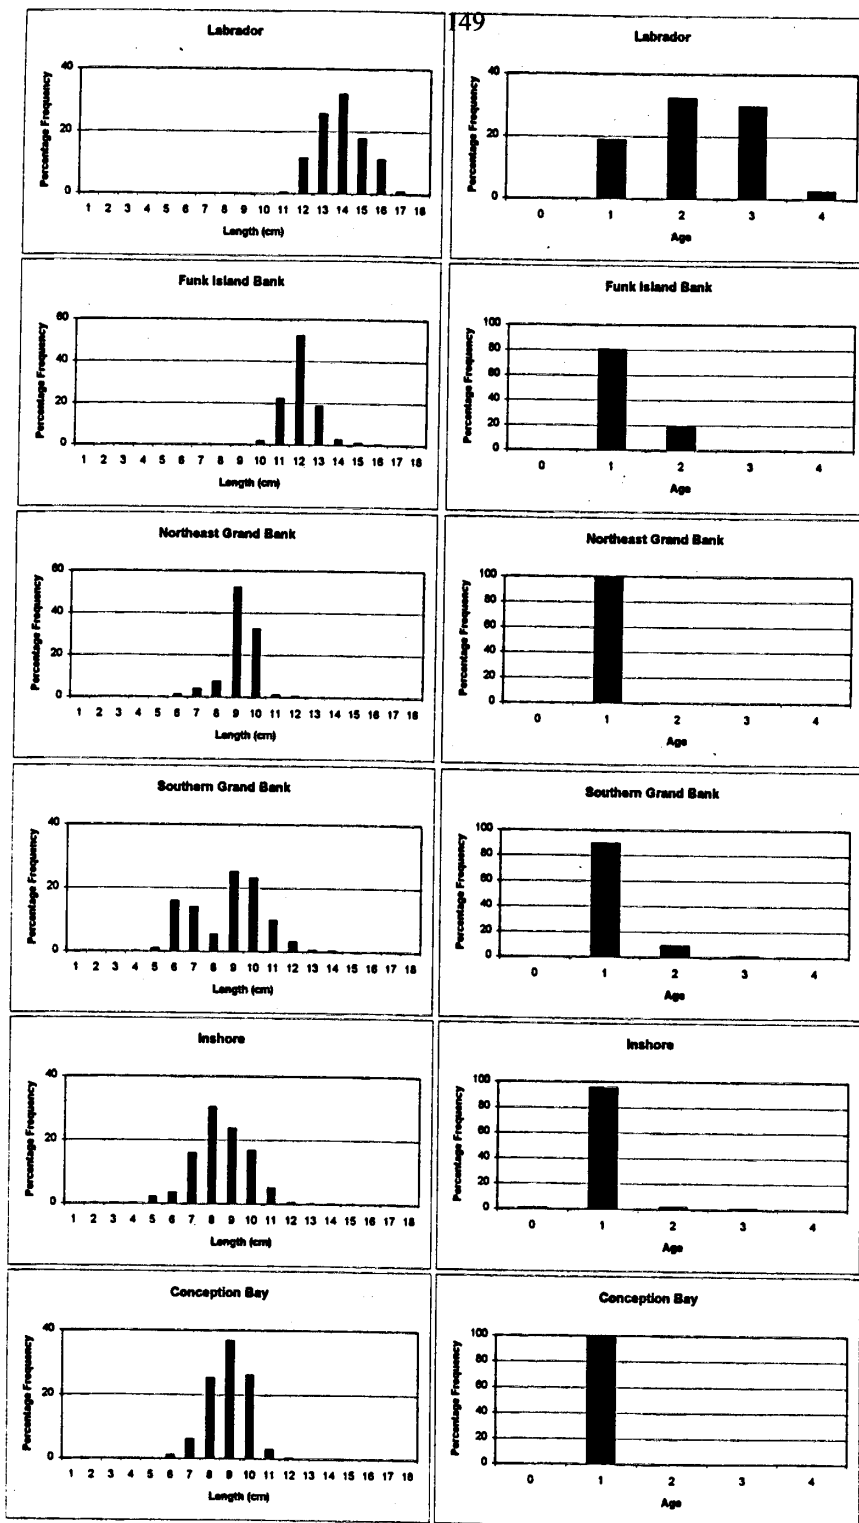 149
Labrador
Percentage Frequency
40
20
0
1 2 3 4 5 6 7 8 9 10 11 12 13 14 15 16 17 18
Length (cm)
Labrador
Percentage Frequency
40
20
0
0 1 2 3 4
Age
Funk Island Bank
Percentage Frequency
60
40
20
0
1 2 3 4 5 6 7 8 9 10 11 12 13 14 15 16 17 18
Length (cm)
Funk Island Bank
Percentage Frequency
100
80
60
40
20
0
0 1 2 3 4
Age
Northeast Grand Bank
Percentage Frequency
60
40
20
0
1 2 3 4 5 6 7 8 9 10 11 12 13 14 15 16 17 18
Length (cm)
Northeast Grand Bank
Percentage Frequency
100
80
60
40
20
0
0 1 2 3 4
Age
Southern Grand Bank
Percentage Frequency
40
20
0
1 2 3 4 5 6 7 8 9 10 11 12 13 14 15 16 17 18
Length (cm)
Southern Grand Bank
Percentage Frequency
100
80
60
40
20
0
0 1 2 3 4
Age
Inshore
Percentage Frequency
40
20
0
1 2 3 4 5 6 7 8 9 10 11 12 13 14 15 16 17 18
Length (cm)
Inshore
Percentage Frequency
100
80
60
40
20
0
0 1 2 3 4
Age
Conception Bay
Percentage Frequency
40
20
0
1 2 3 4 5 6 7 8 9 10 11 12 13 14 15 16 17 18
Length (cm)
Conception Bay
Percentage Frequency
100
80
60
40
20
0
0 1 2 3 4
Age